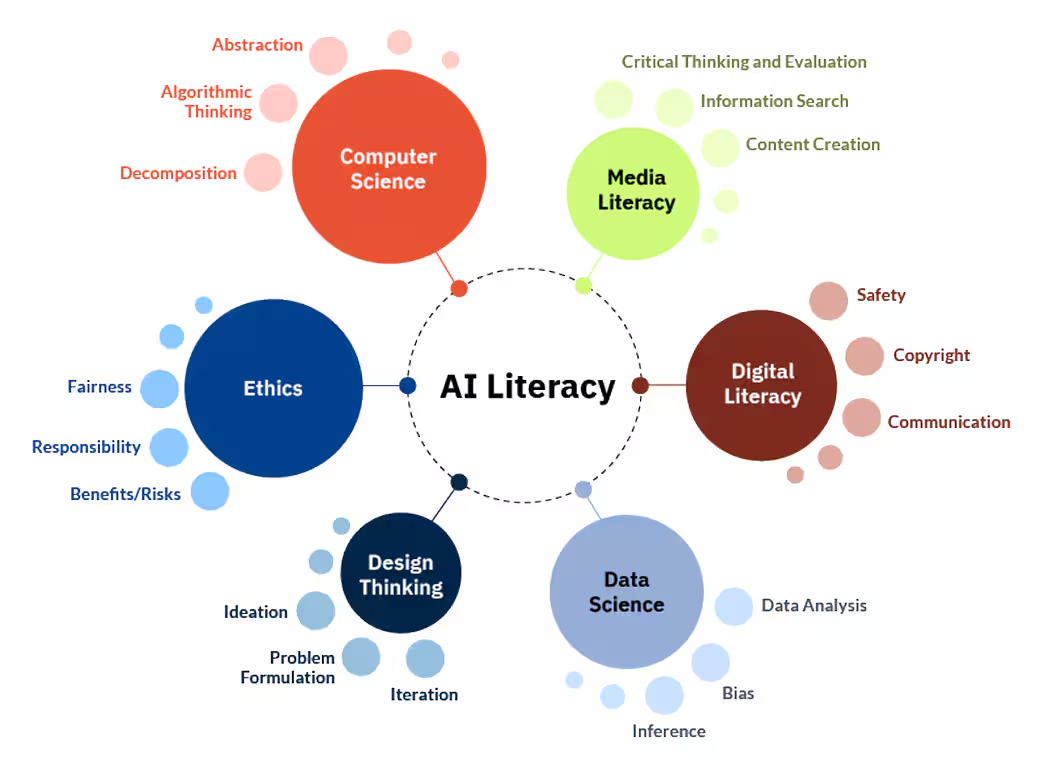 Abstraction
Algorithmic
Thinking
Decomposition
Computer
Science
Critical Thinking and Evaluation
Information Search
Content Creation
Media
Literacy
Safety
Copyright
Communication
Digital
Literacy
AI Literacy
Ethics
Fairness
Responsibility
Benefits/Risks
Design
Thinking
Ideation
Problem
Formulation
Iteration
Data
Science
Data Analysis
Bias
Inference